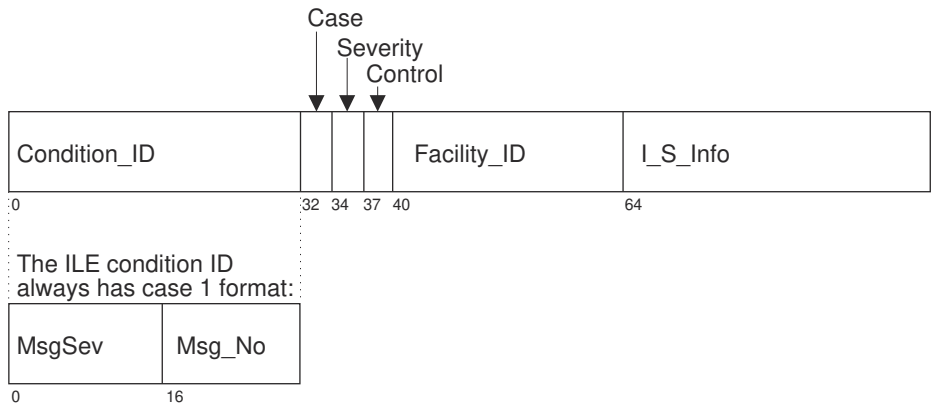 Case
Severity
Control
Condition_ID
Facility_ID
I_S_Info
0
32
34
37
40
64
The ILE condition ID
always has case 1 format:
MsgSev
Msg_No
0
16